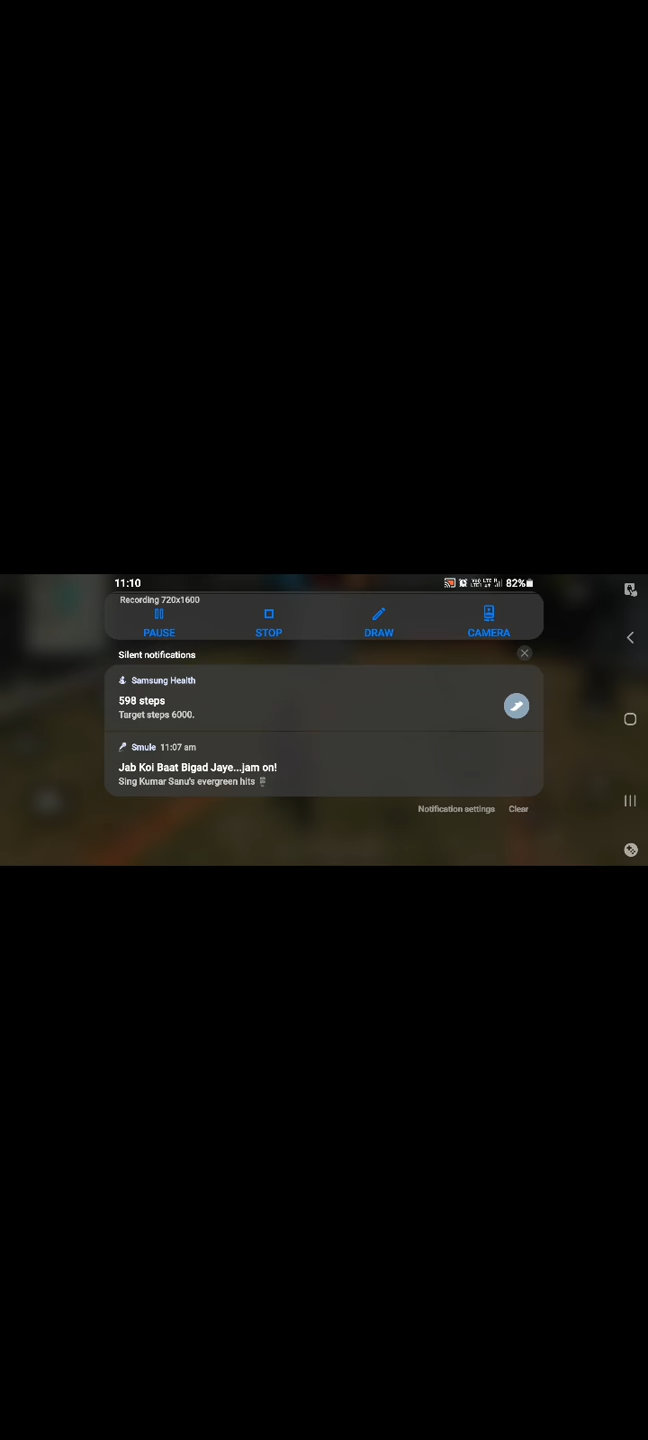 11:10 82%
Recording 720x1600
PAUSE STOP DRAW CAMERA
Silent notifications
Samsung Health
598 steps
Target steps 6000.
Smule 11:07 am
Jab Koi Baat Bigad Jaye...jam on!
Sing Kumar Sanu's evergreen hits
Notification settings Clear